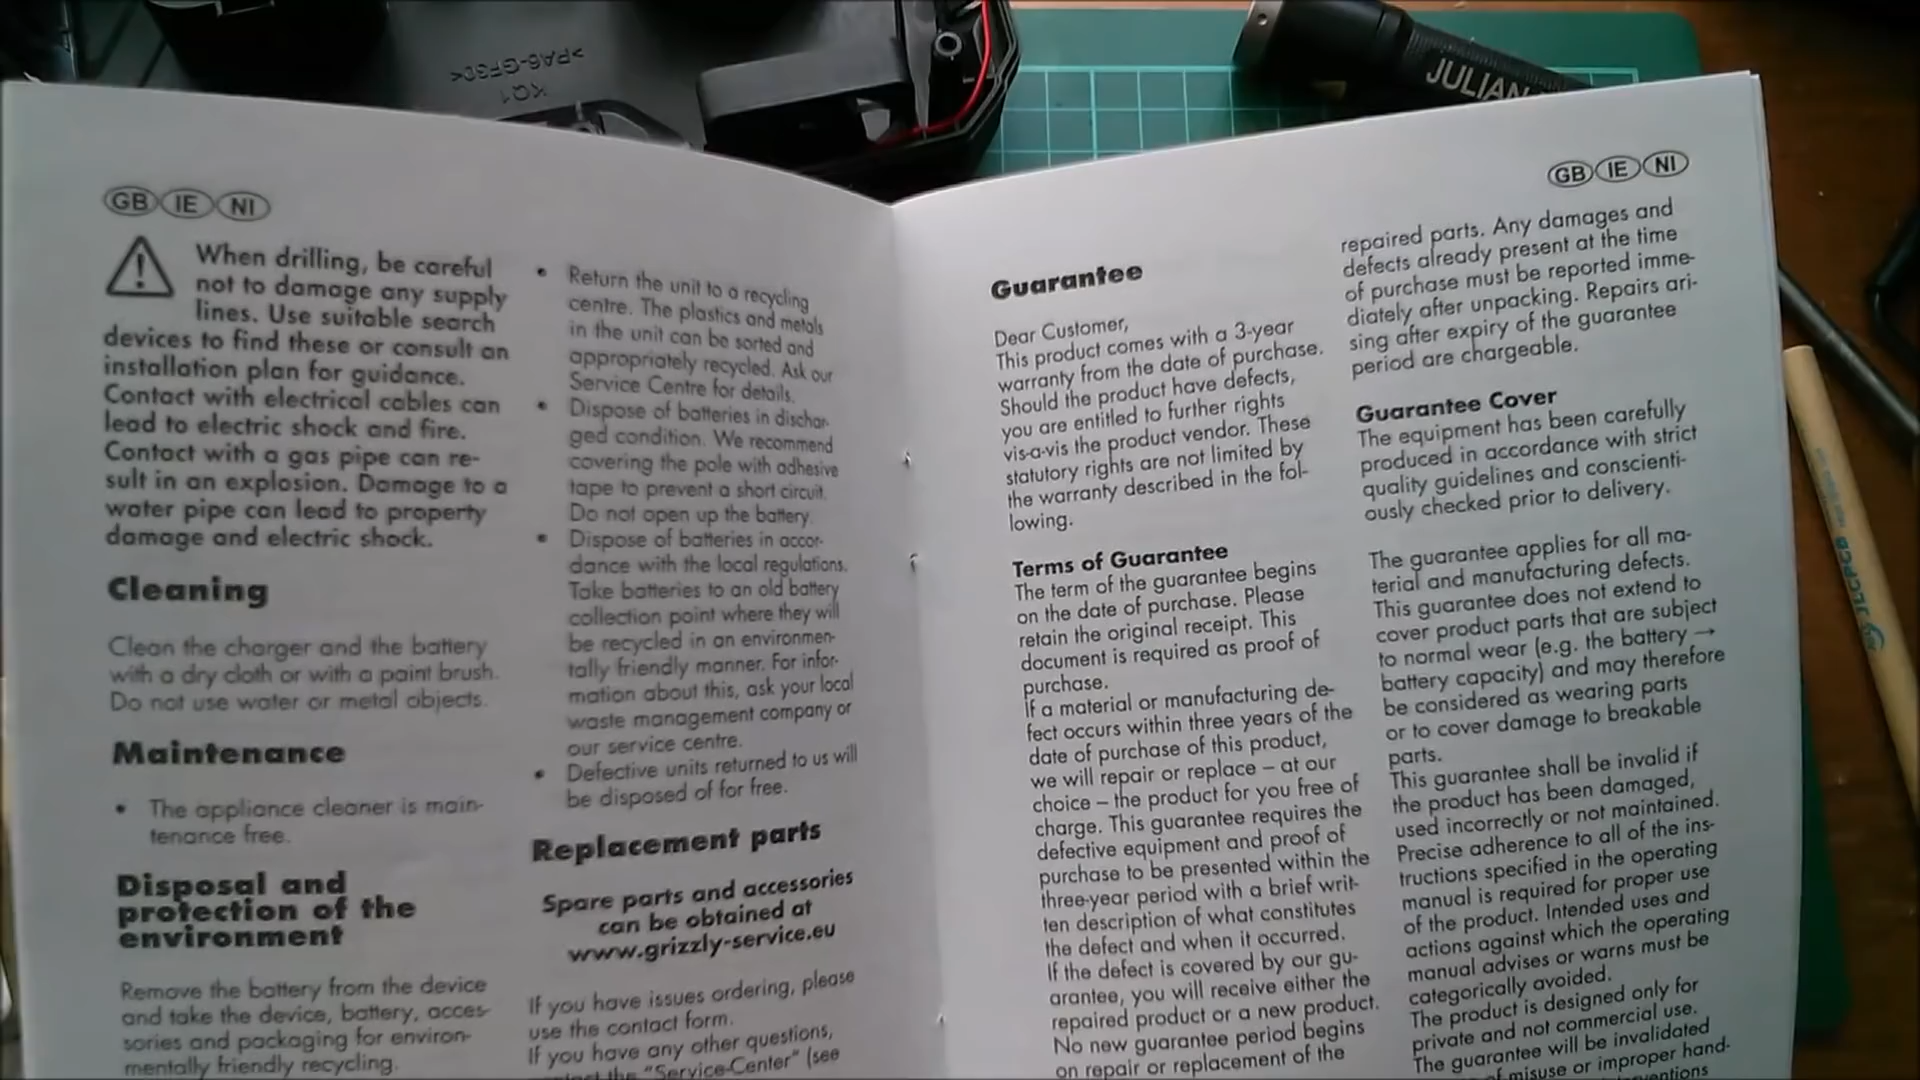 >PA6-GF30<
KQ1
JULIAN
GB IE NI
When drilling, be careful
not to damage any supply
lines. Use suitable search
devices to find these or consult an
installation plan for guidance.
Contact with electrical cables can
lead to electric shock and fire.
Contact with a gas pipe can re-
sult in an explosion. Damage to a
water pipe can lead to property
damage and electric shock.
Cleaning
Clean the charger and the battery
with a dry cloth or with a paint brush.
Do not use water or metal objects.
Maintenance
• The appliance cleaner is main-
tenance free.
Disposal and
protection of the
environment
Remove the battery from the device
and take the device, battery, acces-
sories and packaging for environ-
mentally friendly recycling.
• Return the unit to a recycling
centre. The plastics and metals
in the unit can be sorted and
appropriately recycled. Ask our
Service Centre for details.
• Dispose of batteries in dischar-
ged condition. We recommend
covering the pole with adhesive
tape to prevent a short circuit.
Do not open up the battery.
• Dispose of batteries in accor-
dance with the local regulations.
Take batteries to an old battery
collection point where they will
be recycled in an environmen-
tally friendly manner. For infor-
mation about this, ask your local
waste management company or
our service centre.
• Defective units returned to us will
be disposed of for free.
Replacement parts
Spare parts and accessories
can be obtained at
www.grizzly-service.eu
If you have issues ordering, please
use the contact form.
If you have any other questions,
the "Service-Center" (see
GB IE NI
Guarantee
Dear Customer,
This product comes with a 3-year
warranty from the date of purchase.
Should the product have defects,
you are entitled to further rights
vis-a-vis the product vendor. These
statutory rights are not limited by
the warranty described in the fol-
lowing.
Terms of Guarantee
The term of the guarantee begins
on the date of purchase. Please
retain the original receipt. This
document is required as proof of
purchase.
If a material or manufacturing de-
fect occurs within three years of the
date of purchase of this product,
we will repair or replace – at our
choice – the product for you free of
charge. This guarantee requires the
defective equipment and proof of
purchase to be presented within the
three-year period with a brief writ-
ten description of what constitutes
the defect and when it occurred.
If the defect is covered by our gu-
arantee, you will receive either the
repaired product or a new product.
No new guarantee period begins
on repair or replacement of the
repaired parts. Any damages and
defects already present at the time
of purchase must be reported imme-
diately after unpacking. Repairs ari-
sing after expiry of the guarantee
period are chargeable.
Guarantee Cover
The equipment has been carefully
produced in accordance with strict
quality guidelines and conscienti-
ously checked prior to delivery.
The guarantee applies for all ma-
terial and manufacturing defects.
This guarantee does not extend to
cover product parts that are subject
to normal wear (e.g. the battery →
battery capacity) and may therefore
be considered as wearing parts
or to cover damage to breakable
parts.
This guarantee shall be invalid if
the product has been damaged,
used incorrectly or not maintained.
Precise adherence to all of the ins-
tructions specified in the operating
manual is required for proper use
of the product. Intended uses and
actions against which the operating
manual advises or warns must be
categorically avoided.
The product is designed only for
private and not commercial use.
The guarantee will be invalidated
misuse or improper hand-